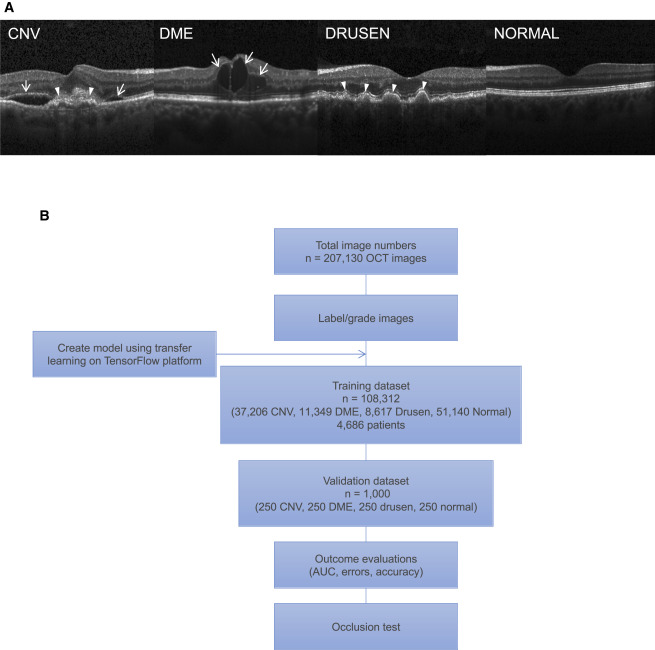 A
CNV
DME
DRUSEN
NORMAL
B
Total image numbers
n = 207,130 OCT images
Label/grade images
Create model using transfer
learning on TensorFlow platform
Training dataset
n = 108,312
(37,206 CNV, 11,349 DME, 8,617 Drusen, 51,140 Normal)
4,686 patients
Validation dataset
n = 1,000
(250 CNV, 250 DME, 250 drusen, 250 normal)
Outcome evaluations
(AUC, errors, accuracy)
Occlusion test